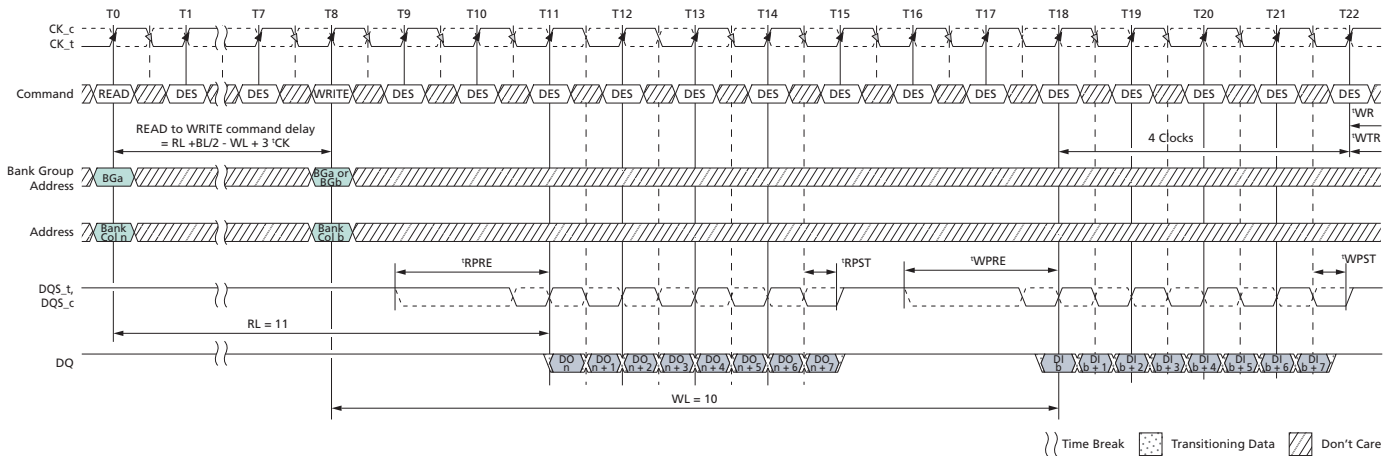 T0 T1 T7 T8 T9 T10 T11 T12 T13 T14 T15 T16 T17 T18 T19 T20 T21 T22
CK_c
CK_t
Command READ DES DES WRITE DES DES DES DES DES DES DES DES DES DES DES DES DES DES
READ to WRITE command delay
= RL +BL/2 - WL + 3 tCK
tWR
4 Clocks tWTR
Bank Group
Address
BGa
BGa or
BGb
Address
Bank
Col n
Bank
Col b
tRPRE tRPST tWPRE tWPST
DQS_t,
DQS_c
RL = 11
DQ
DO
n
DO
n + 1
DO
n + 2
DO
n + 3
DO
n + 4
DO
n + 5
DO
n + 6
DO
n + 7
DI
b
DI
b + 1
DI
b + 2
DI
b + 3
DI
b + 4
DI
b + 5
DI
b + 6
DI
b + 7
WL = 10
Time Break Transitioning Data Don't Care